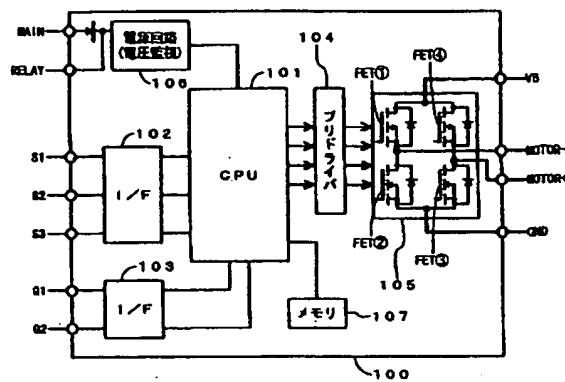 MAIN
RELAY
電源回路
(電圧監視)
106
101
104
FET①
FET④
VB
S1
S2
S3
102
I/F
CPU
プリドライバ
MOTOR
MOTOR
GND
FET②
FET③
105
103
G1
G2
I/F
メモリ
107
100